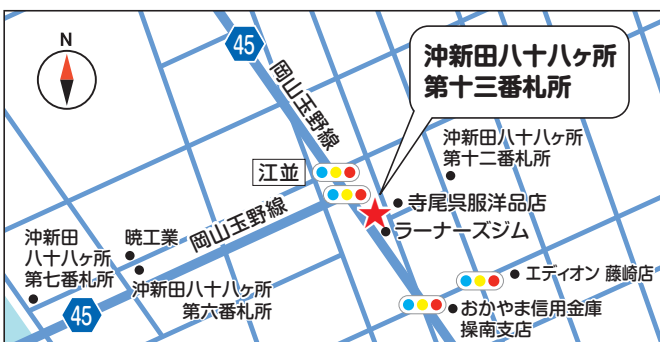 N
45
岡山玉野線
沖新田八十八ヶ所
第十三番札所
沖新田八十八ヶ所
第十二番札所
江並
寺尾呉服洋品店
ラーナーズジム
岡山玉野線
沖新田
八十八ヶ所
第七番札所
暁工業
沖新田八十八ヶ所
第六番札所
エディオン 藤崎店
45
おかやま信用金庫
操南支店